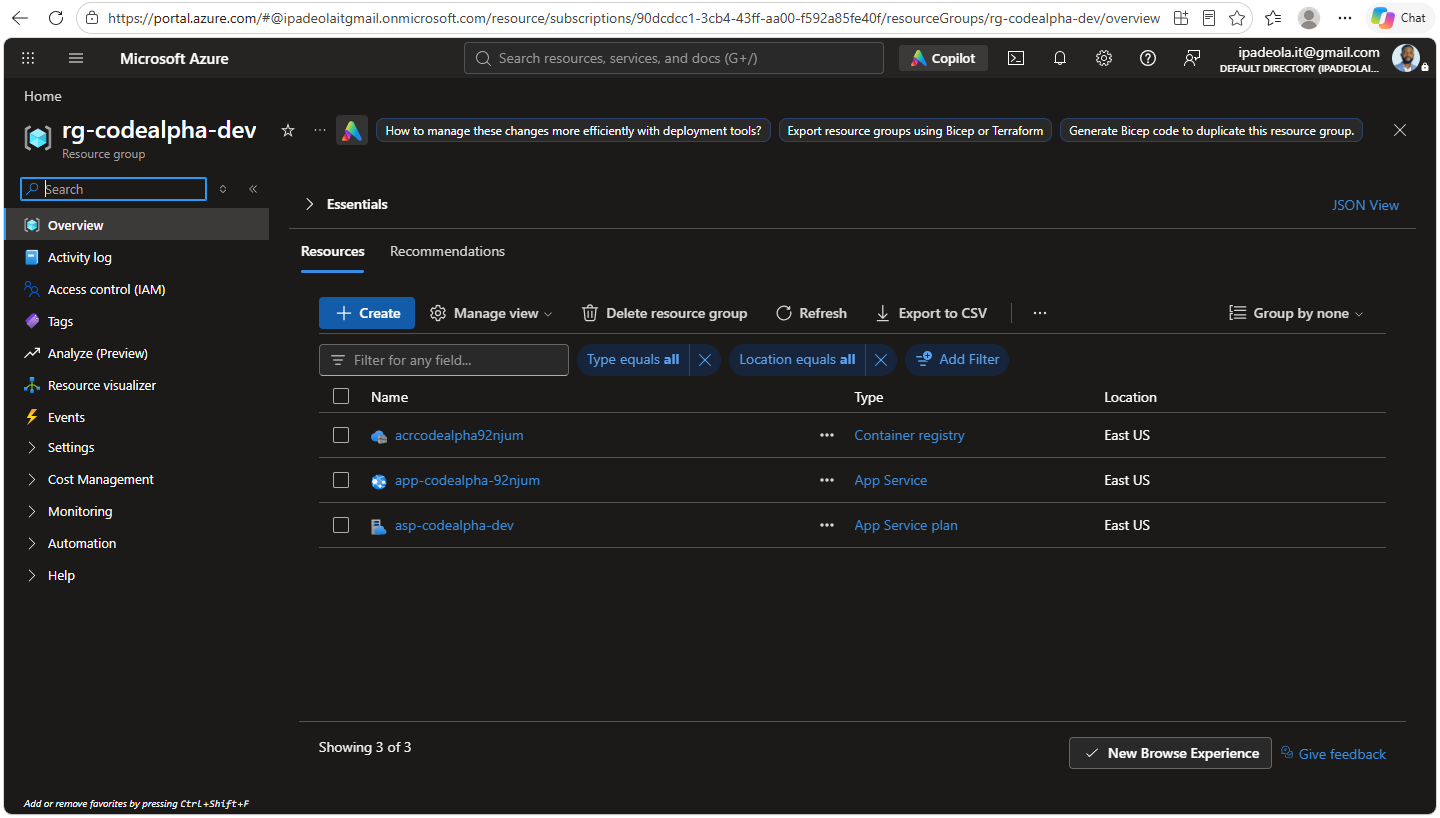 https://portal.azure.com/#@ipadeolaitgmail.onmicrosoft.com/resource/subscriptions/90dcdcc1-3cb4-43ff-aa00-f592a85fe40f/resourceGroups/rg-codealpha-dev/overview
Chat
Microsoft Azure
Search resources, services, and docs (G+/)
Copilot
ipadeola.it@gmail.com
DEFAULT DIRECTORY (IPADEOLAI...
Home
rg-codealpha-dev
Resource group
How to manage these changes more efficiently with deployment tools?
Export resource groups using Bicep or Terraform
Generate Bicep code to duplicate this resource group.
Search
Overview
Activity log
Access control (IAM)
Tags
Analyze (Preview)
Resource visualizer
Events
Settings
Cost Management
Monitoring
Automation
Help
Essentials
JSON View
Resources
Recommendations
Create
Manage view
Delete resource group
Refresh
Export to CSV
Group by none
Filter for any field...
Type equals all
Location equals all
Add Filter
Name Type Location
acrcodealpha92njum Container registry East US
app-codealpha-92njum App Service East US
asp-codealpha-dev App Service plan East US
Showing 3 of 3
New Browse Experience
Give feedback
Add or remove favorites by pressing Ctrl+Shift+F